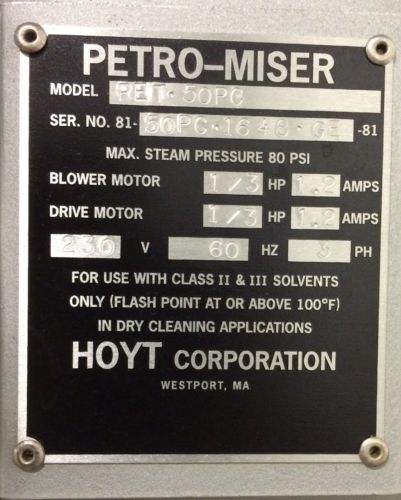 PETRO-MISER
MODEL PET·50PC
SER. NO. 81- 50PC·1648·GE -81
MAX. STEAM PRESSURE 80 PSI
BLOWER MOTOR 1/3 HP 1.2 AMPS
DRIVE MOTOR 1/3 HP 1.2 AMPS
230 V 60 HZ 3 PH
FOR USE WITH CLASS II & III SOLVENTS
ONLY (FLASH POINT AT OR ABOVE 100°F)
IN DRY CLEANING APPLICATIONS
HOYT CORPORATION
WESTPORT, MA